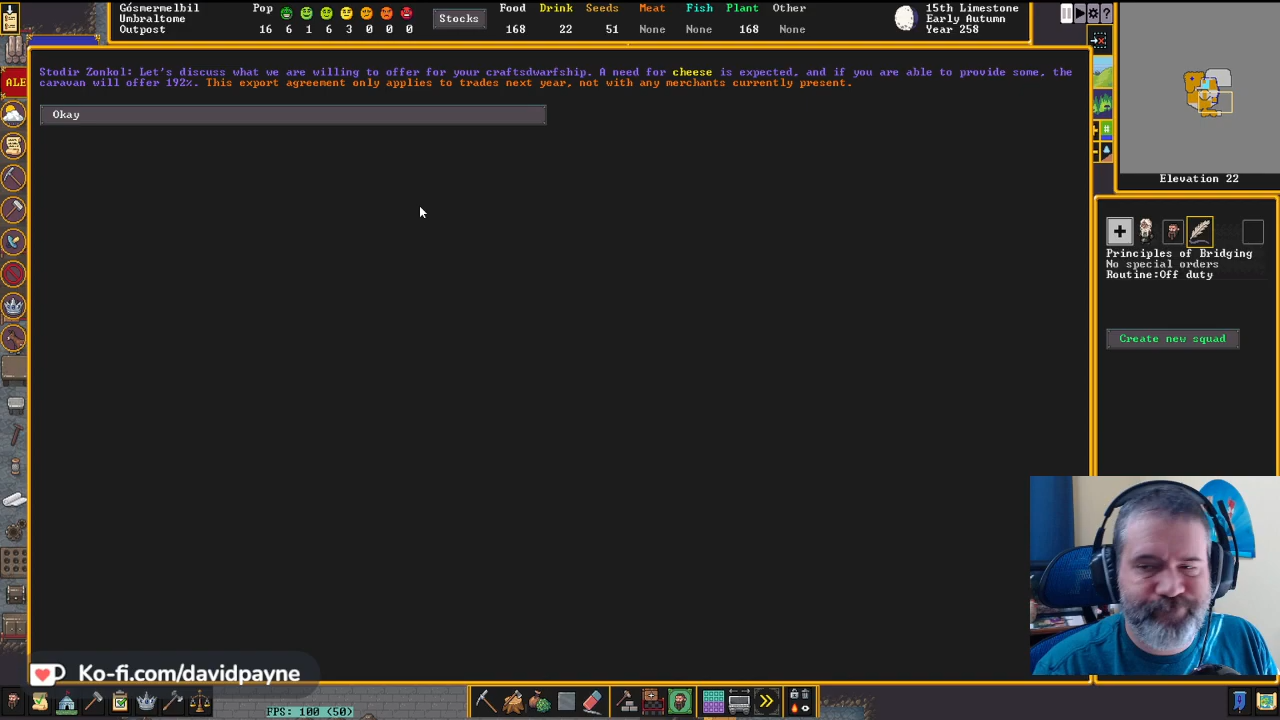 Gósmermelbil
Umbraltome
Outpost
Pop
16 6 1 6 3 0 0 0
Stocks
Food Drink Seeds Meat Fish Plant Other
168 22 51 None None 168 None
15th Limestone
Early Autumn
Year 258
ALE
Stodir Zonkol: Let's discuss what we are willing to offer for your craftsdwarfship. A need for cheese is expected, and if you are able to provide some, the
caravan will offer 192%. This export agreement only applies to trades next year, not with any merchants currently present.
Okay
Elevation 22
Principles of Bridging
No special orders
Routine:Off duty
Create new squad
Ko-fi.com/davidpayne
FPS: 100 (50)